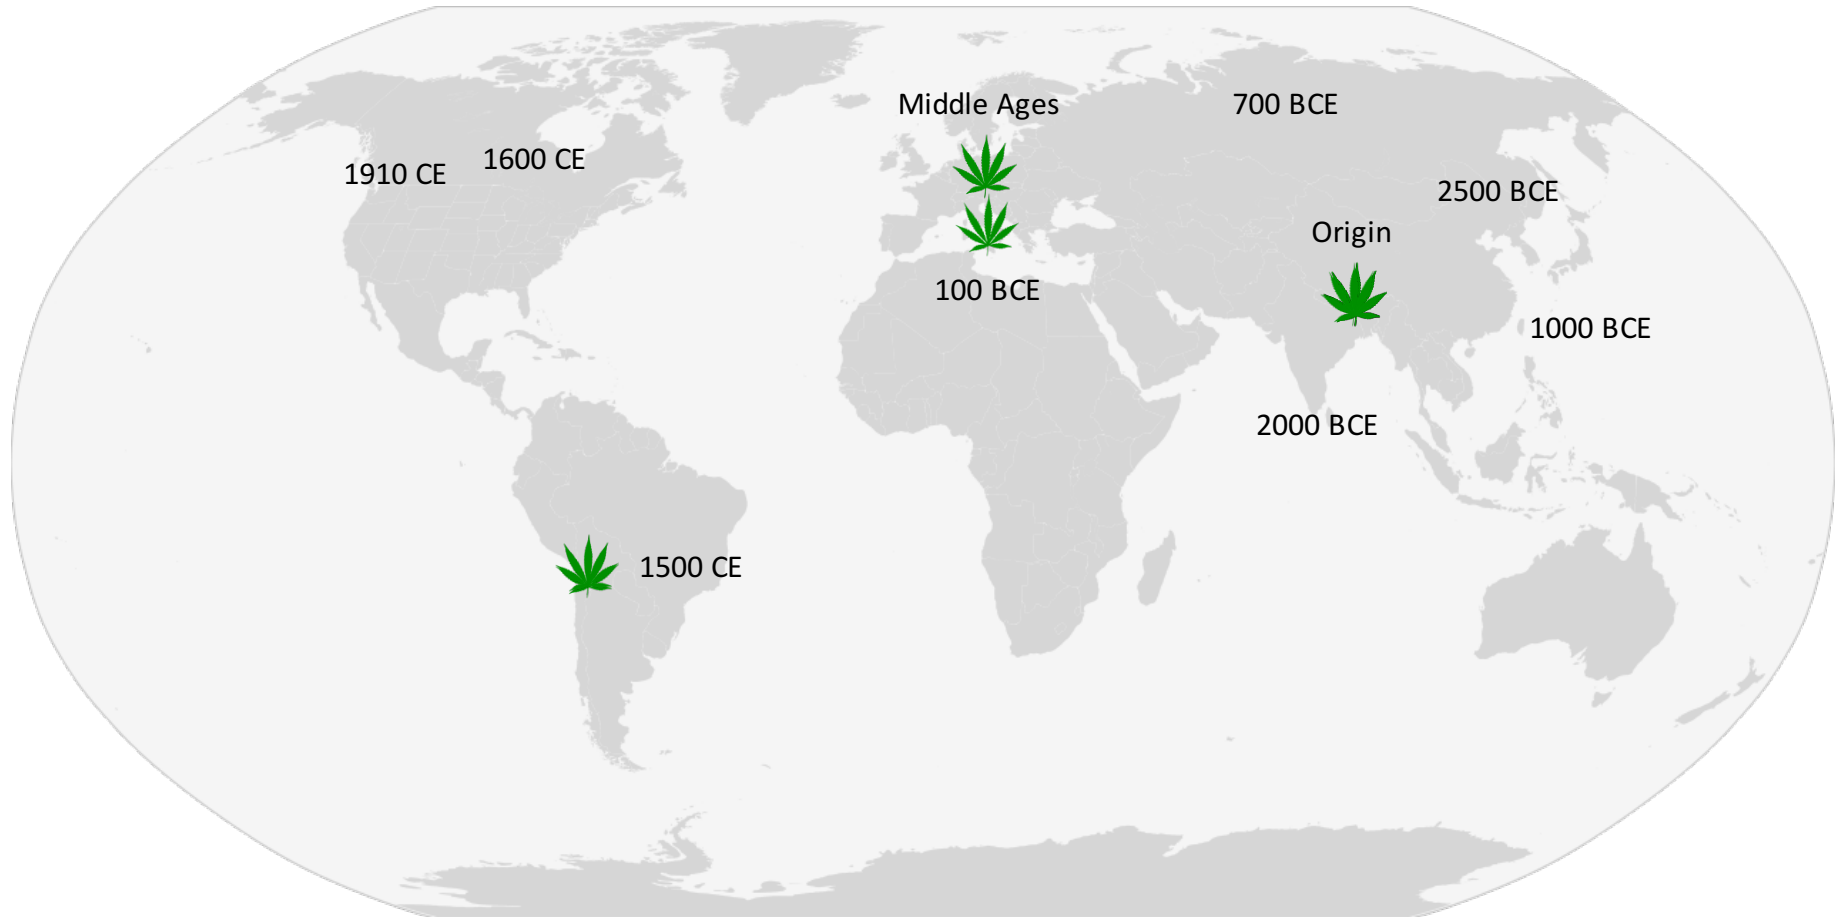 Middle Ages
700 BCE
1600 CE
1910 CE
2500 BCE
Origin
100 BCE
1000 BCE
2000 BCE
1500 CE